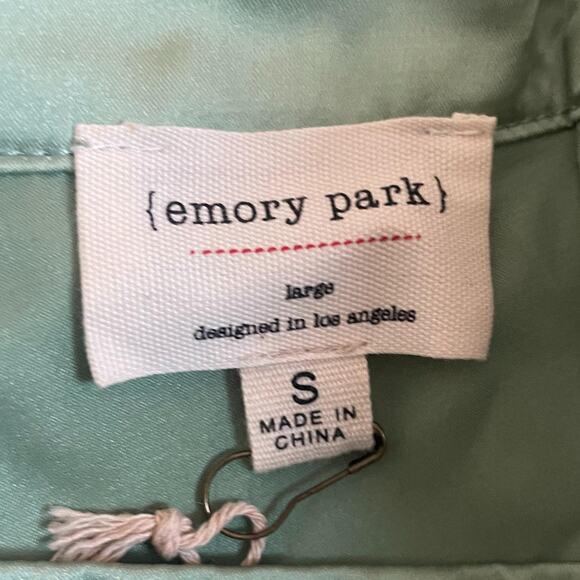 {emory park}
large
designed in los angeles
S
MADE IN
CHINA